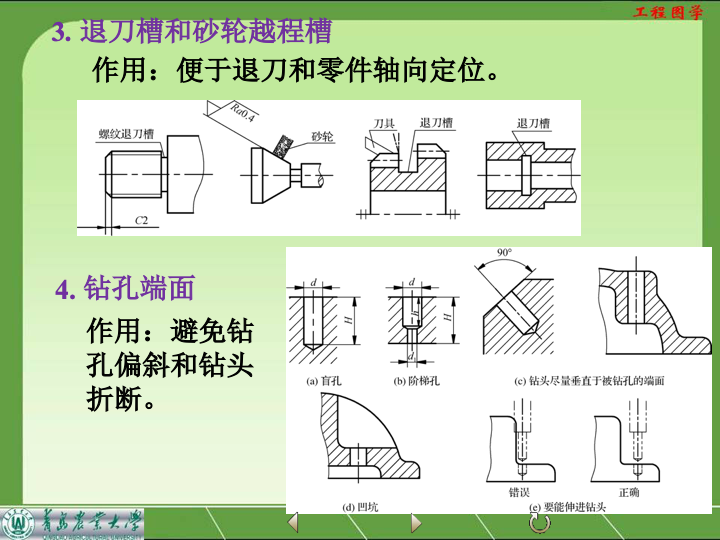 工程图学
3. 退刀槽和砂轮越程槽
作用：便于退刀和零件轴向定位。
螺纹退刀槽
Ra0.4
砂轮
刀具
退刀槽
退刀槽
C2
4. 钻孔端面
作用：避免钻
孔偏斜和钻头
折断。
d
H
(a) 盲孔
d
h
H
d₁
(b) 阶梯孔
90°
(c) 钻头尽量垂直于被钻孔的端面
(d) 凹坑
错误
正确
(e) 要能伸进钻头
青岛农业大学